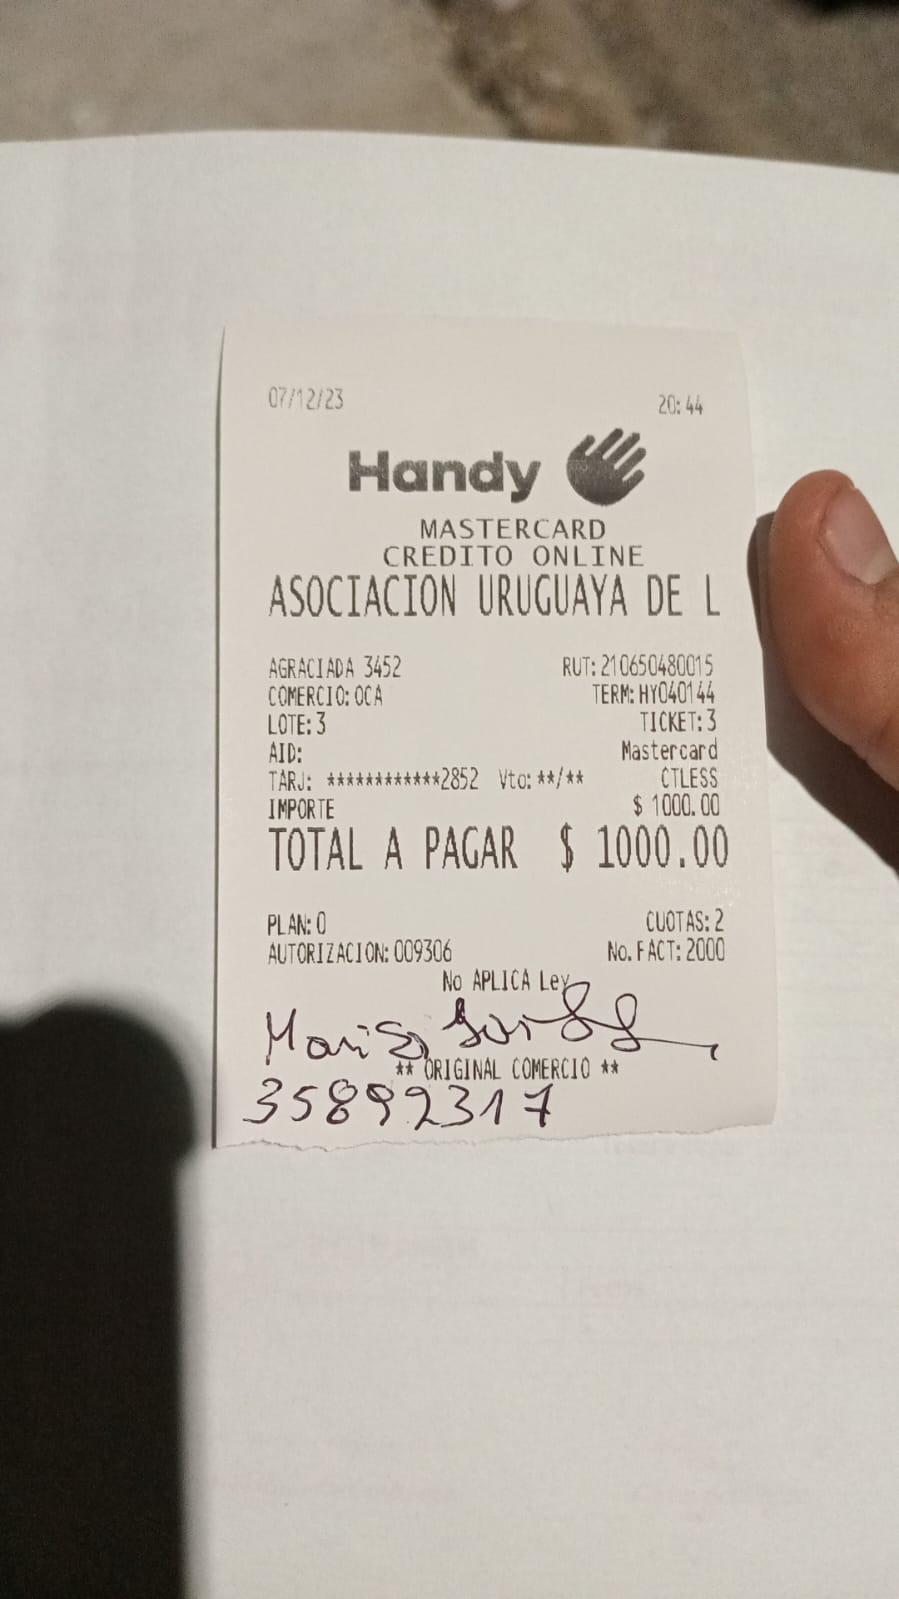 07/12/23 20:44
Handy
MASTERCARD
CREDITO ONLINE
ASOCIACION URUGUAYA DE L
AGRACIADA 3452 RUT: 210650480015
COMERCIO: OCA TERM: HY040144
LOTE: 3 TICKET: 3
AID: Mastercard
TARJ: ************2852 Vto: **/** CTLESS
IMPORTE $ 1000.00
TOTAL A PAGAR $ 1000.00
PLAN: 0 CUOTAS: 2
AUTORIZACION: 009306 No. FACT: 2000
No APLICA Ley
** ORIGINAL COMERCIO **
35892317